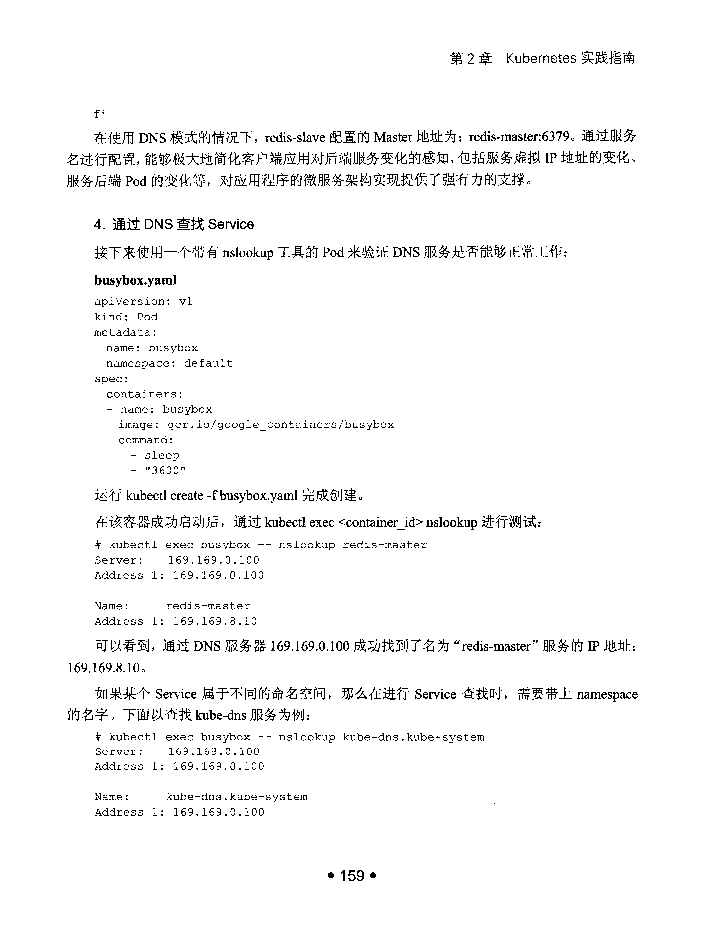 第 2 章 Kubernetes 实践指南
fi
在使用 DNS 模式的情况下，redis-slave 配置的 Master 地址为：redis-master:6379。通过服务
名进行配置，能够极大地简化客户端应用对后端服务变化的感知，包括服务虚拟 IP 地址的变化、
服务后端 Pod 的变化等，对应用程序的微服务架构实现提供了强有力的支撑。
4. 通过 DNS 查找 Service
接下来使用一个带有 nslookup 工具的 Pod 来验证 DNS 服务是否能够正常工作：
busybox.yaml
apiVersion: v1
kind: Pod
metadata:
  name: busybox
  namespace: default
spec:
  containers:
  - name: busybox
    image: gcr.io/google_containers/busybox
    command:
      - sleep
      - "3600"
运行 kubectl create -f busybox.yaml 完成创建。
在该容器成功启动后，通过 kubectl exec <container_id> nslookup 进行测试：
# kubectl exec busybox -- nslookup redis-master
Server:    169.169.0.100
Address 1: 169.169.0.100
Name:      redis-master
Address 1: 169.169.8.10
可以看到，通过 DNS 服务器 169.169.0.100 成功找到了名为“redis-master”服务的 IP 地址：
169.169.8.10。
如果某个 Service 属于不同的命名空间，那么在进行 Service 查找时，需要带上 namespace
的名字。下面以查找 kube-dns 服务为例：
# kubectl exec busybox -- nslookup kube-dns.kube-system
Server:    169.169.0.100
Address 1: 169.169.0.100
Name:      kube-dns.kube-system
Address 1: 169.169.0.100
• 159 •